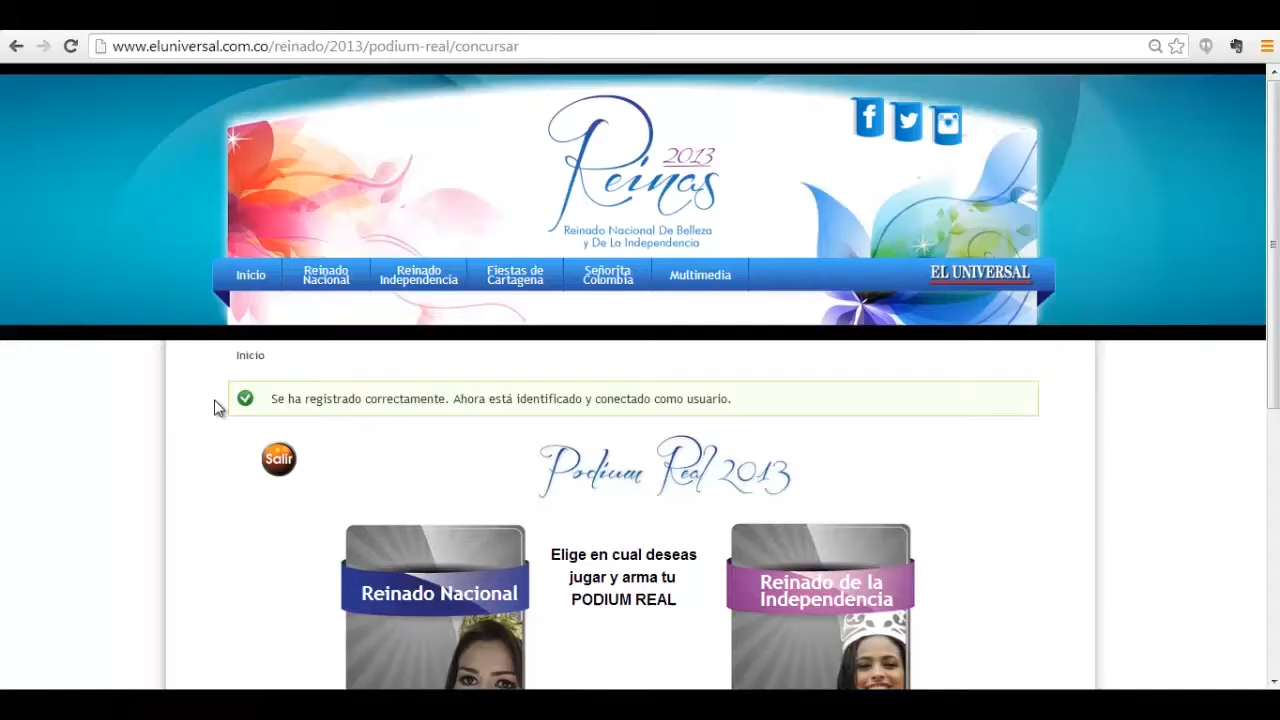 www.eluniversal.com.co/reinado/2013/podium-real/concursar
2013
Reinas
Reinado Nacional De Belleza
y De La Independencia
Inicio
Reinado
Nacional
Reinado
Independencia
Fiestas de
Cartagena
Señorita
Colombia
Multimedia
EL UNIVERSAL
Inicio
Se ha registrado correctamente. Ahora está identificado y conectado como usuario.
Salir
Podium Real 2013
Reinado Nacional
Elige en cual deseas
jugar y arma tu
PODIUM REAL
Reinado de la
Independencia